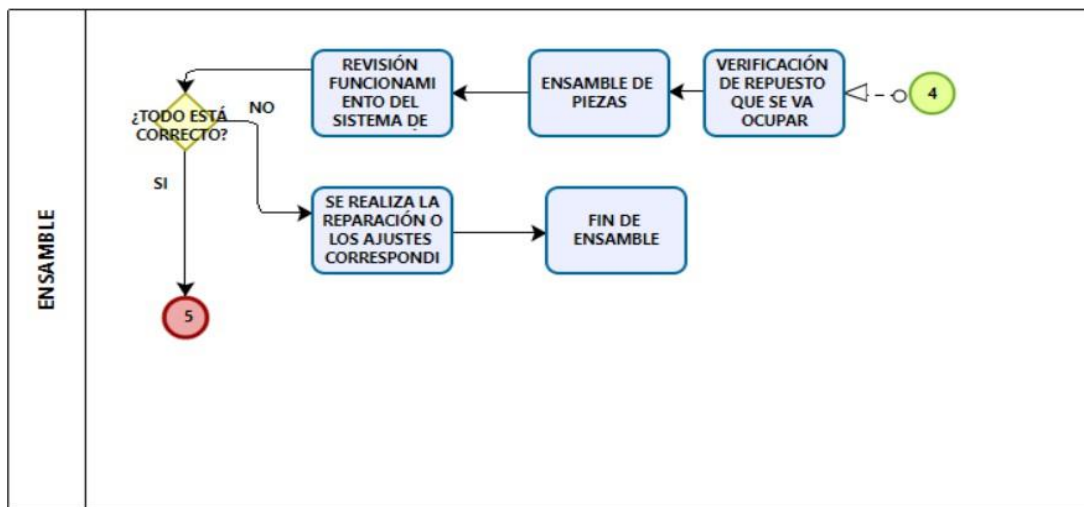 ENSAMBLE
4
VERIFICACIÓN
DE REPUESTO
QUE SE VA
OCUPAR
ENSAMBLE DE
PIEZAS
REVISIÓN
FUNCIONAMI
ENTO DEL
SISTEMA DE
¿TODO ESTÁ
CORRECTO?
NO
SI
SE REALIZA LA
REPARACIÓN O
LOS AJUSTES
CORRESPONDI
FIN DE
ENSAMBLE
5